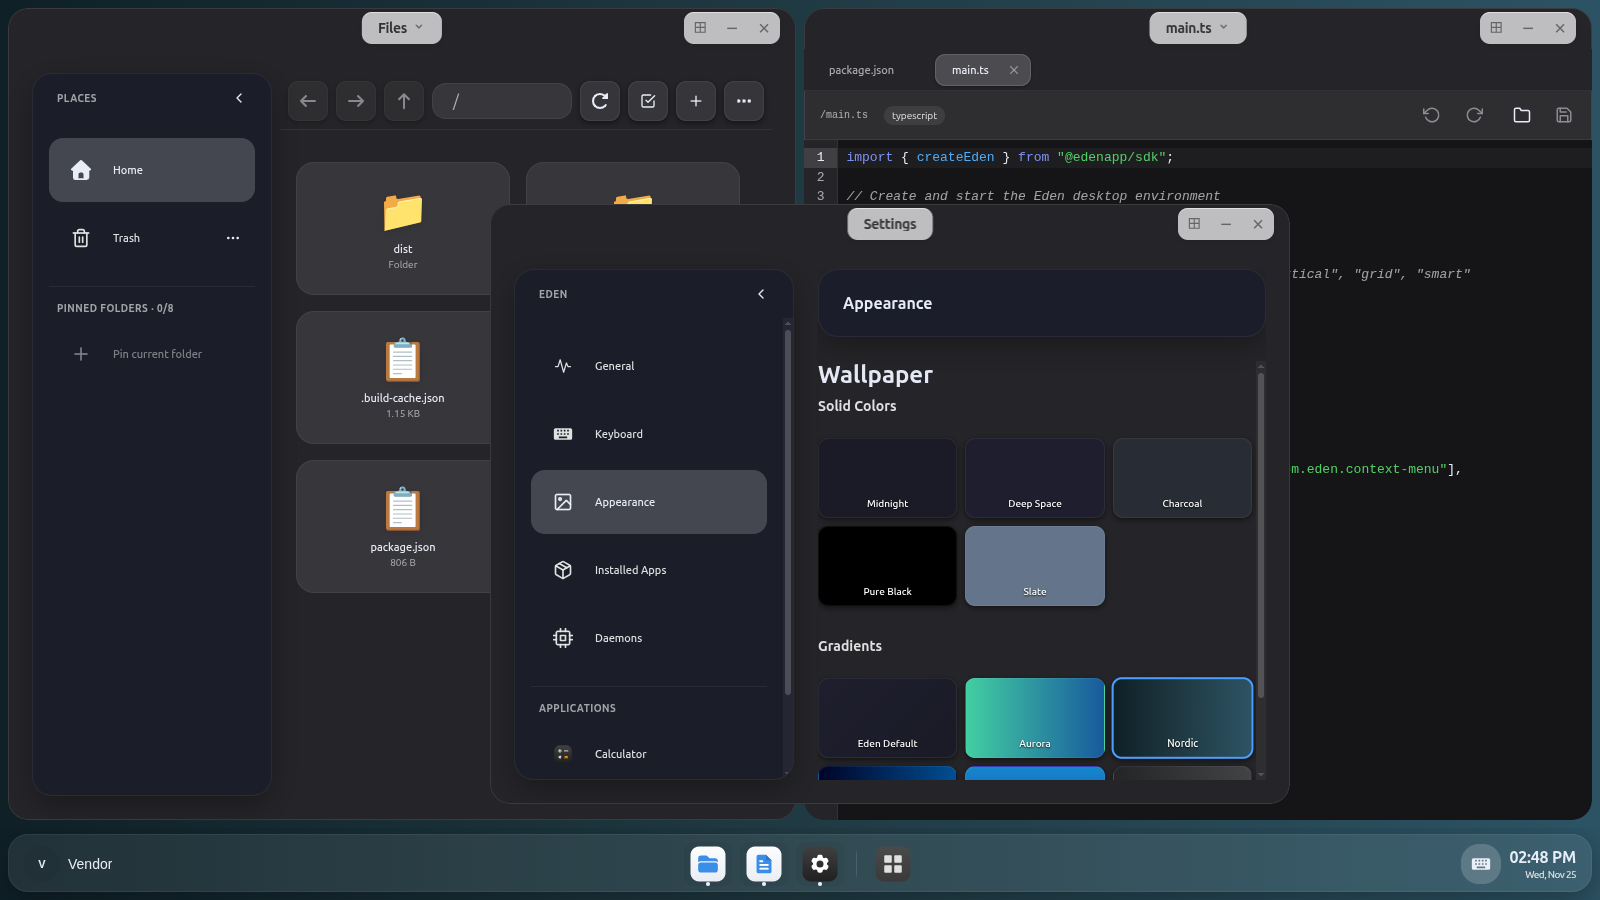 Files
PLACES
Home
Trash
PINNED FOLDERS · 0/8
Pin current folder
/
dist
Folder
.build-cache.json
1.15 KB
package.json
806 B
main.ts
package.json
main.ts
/main.ts
typescript
1 import { createEden } from "@edenapp/sdk";
2
3 // Create and start the Eden desktop environment
tical", "grid", "smart"
m.eden.context-menu"],
Settings
EDEN
General
Keyboard
Appearance
Installed Apps
Daemons
APPLICATIONS
Calculator
Appearance
Wallpaper
Solid Colors
Midnight
Deep Space
Charcoal
Pure Black
Slate
Gradients
Eden Default
Aurora
Nordic
V Vendor
02:48 PM
Wed, Nov 25